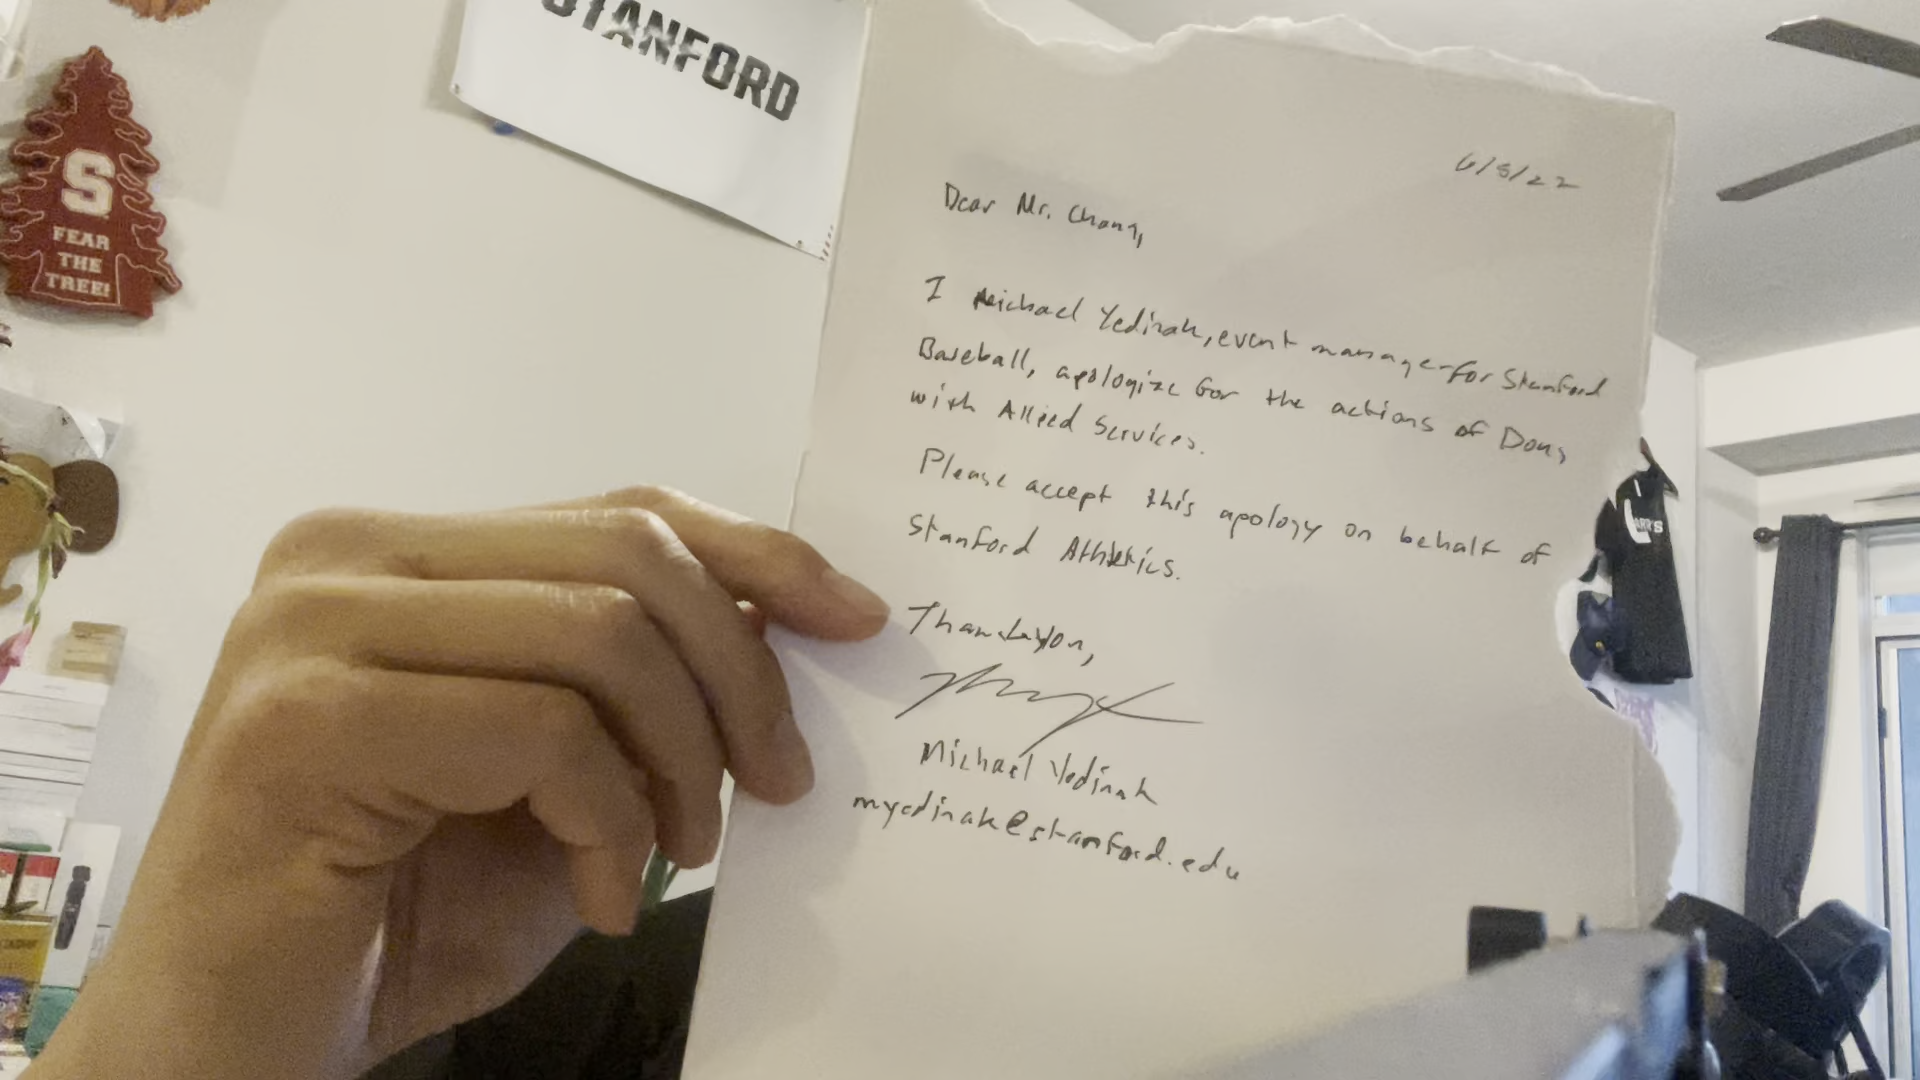 STANFORD
S
FEAR
THE
TREE!
6/5/22
Dear Mr. Chang,
I Michael Yedinak, event manager for Stanford
Baseball, apologize for the actions of Doug
with Allied Services.
Please accept this apology on behalf of
Stanford Athletics.
Thank you,
Michael Yedinak
myedinak@stanford.edu